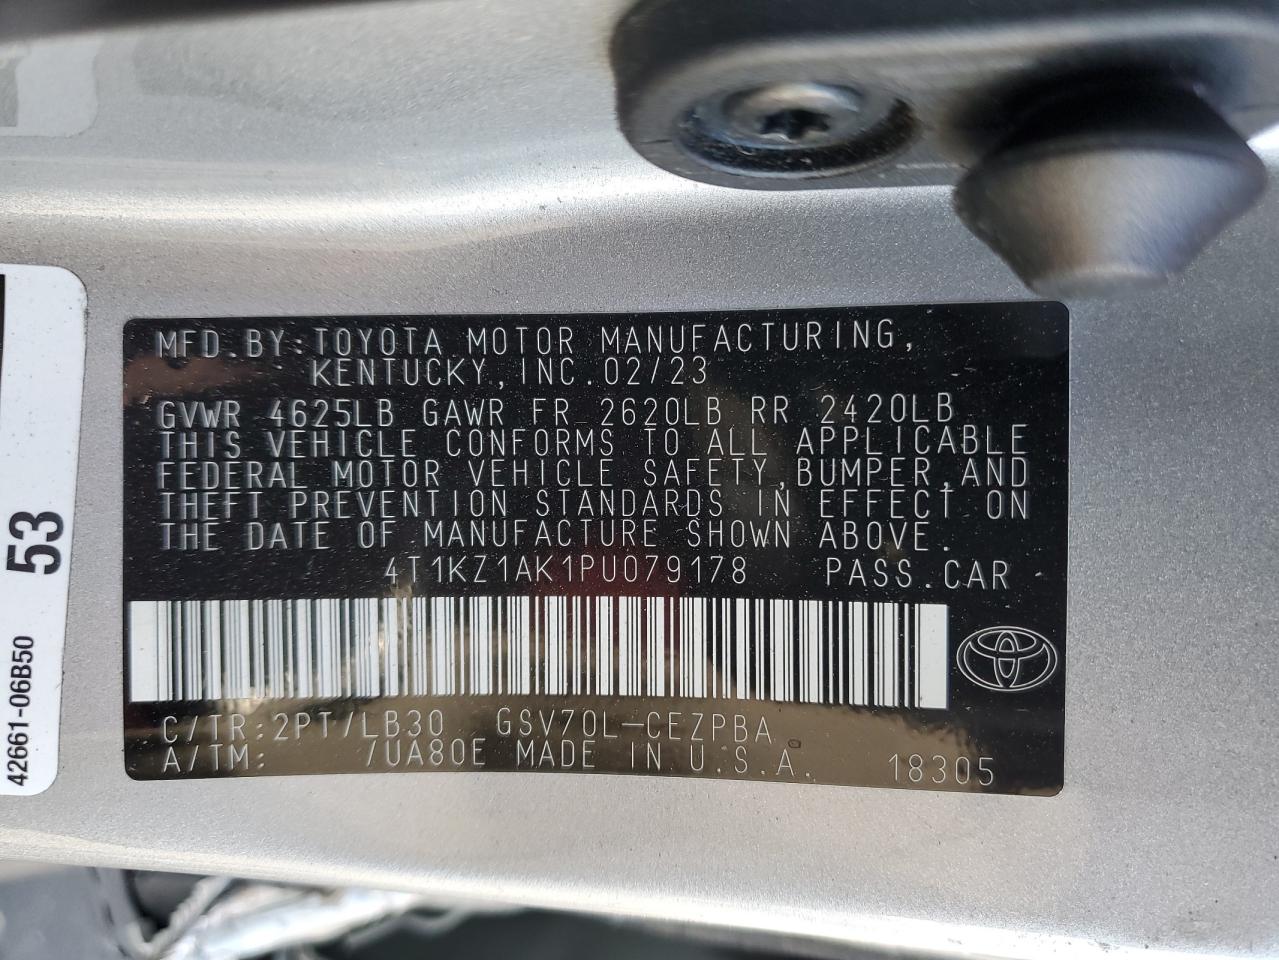 MFD.BY:TOYOTA MOTOR MANUFACTURING,
KENTUCKY,INC.02/23
GVWR 4625LB GAWR FR 2620LB RR 2420LB
THIS VEHICLE CONFORMS TO ALL APPLICABLE
FEDERAL MOTOR VEHICLE SAFETY,BUMPER,AND
THEFT PREVENTION STANDARDS IN EFFECT ON
THE DATE OF MANUFACTURE SHOWN ABOVE.
4T1KZ1AK1PU079178 PASS.CAR
C/TR:2PT/LB30 GSV70L-CEZPBA
A/TM: /UA80E MADE IN U.S.A. 18305
53
42661-06B50